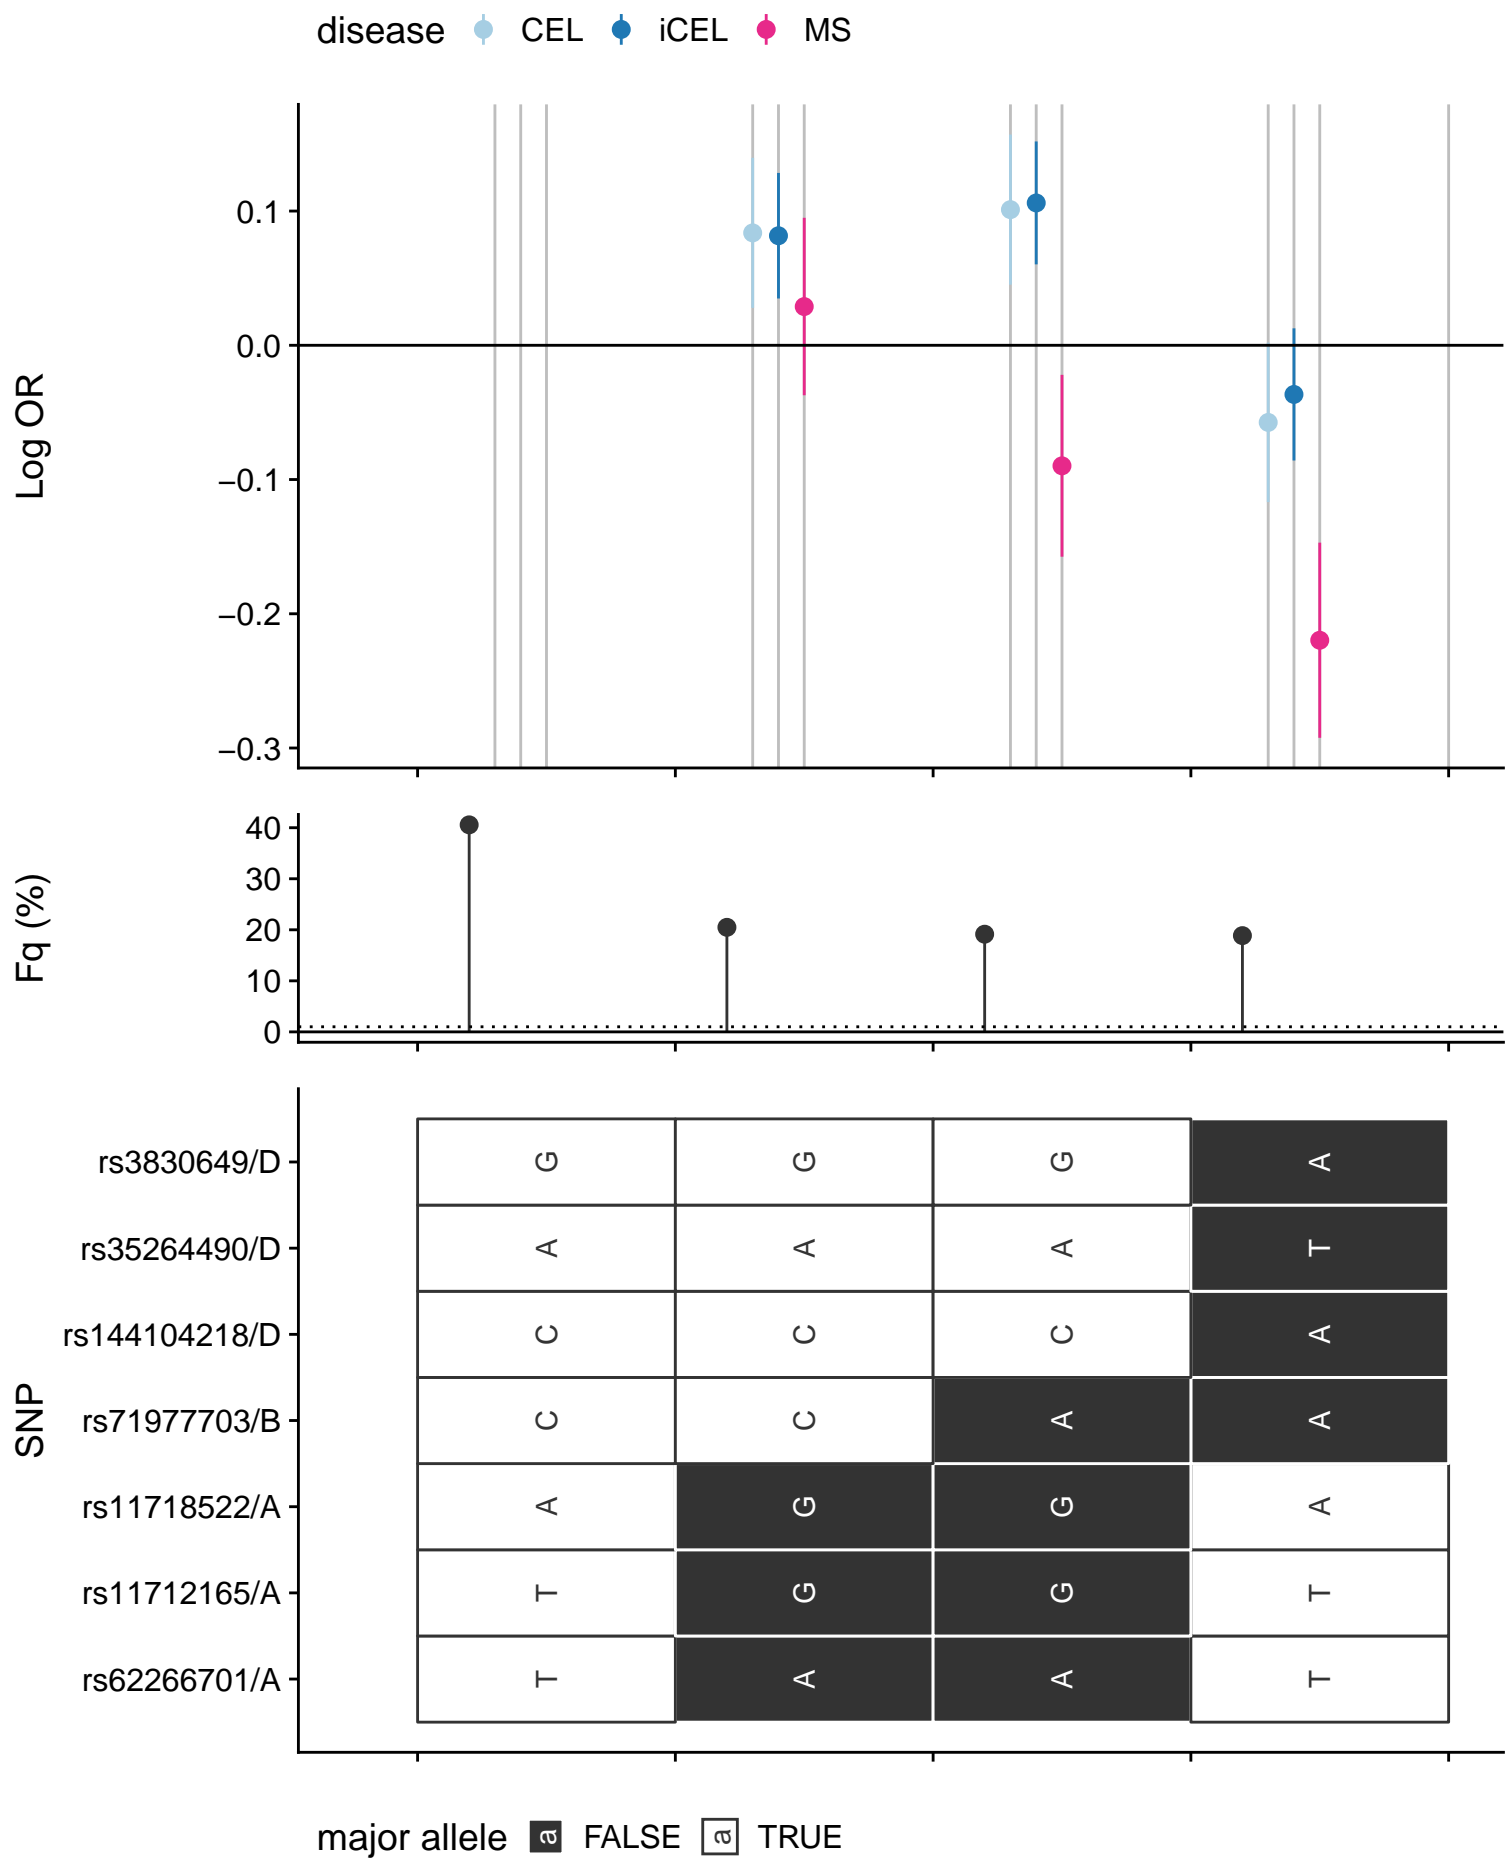 disease CEL iCEL MS
Log OR
0.1
0.0
−0.1
−0.2
−0.3
Fq (%)
40
30
20
10
0
SNP
rs3830649/D G G G A
rs35264490/D A A A T
rs144104218/D C C C A
rs71977703/B C C A A
rs11718522/A A G G A
rs11712165/A T G G T
rs62266701/A T A A T
major allele a FALSE a TRUE